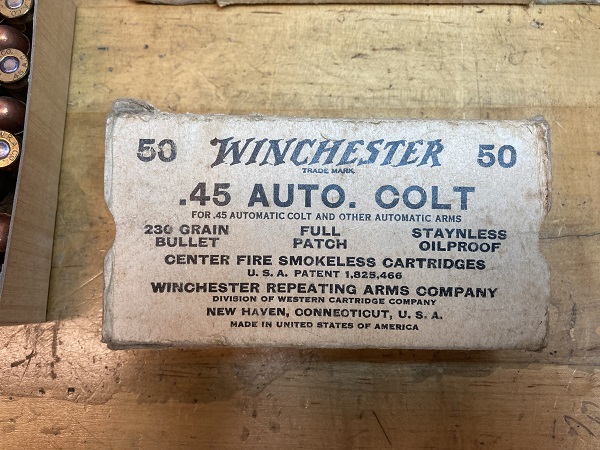 50 WINCHESTER 50
TRADE MARK
.45 AUTO. COLT
FOR .45 AUTOMATIC COLT AND OTHER AUTOMATIC ARMS
230 GRAIN FULL STAYNLESS
BULLET PATCH OILPROOF
CENTER FIRE SMOKELESS CARTRIDGES
U.S.A. PATENT 1,825,466
WINCHESTER REPEATING ARMS COMPANY
DIVISION OF WESTERN CARTRIDGE COMPANY
NEW HAVEN, CONNECTICUT, U.S.A.
MADE IN UNITED STATES OF AMERICA